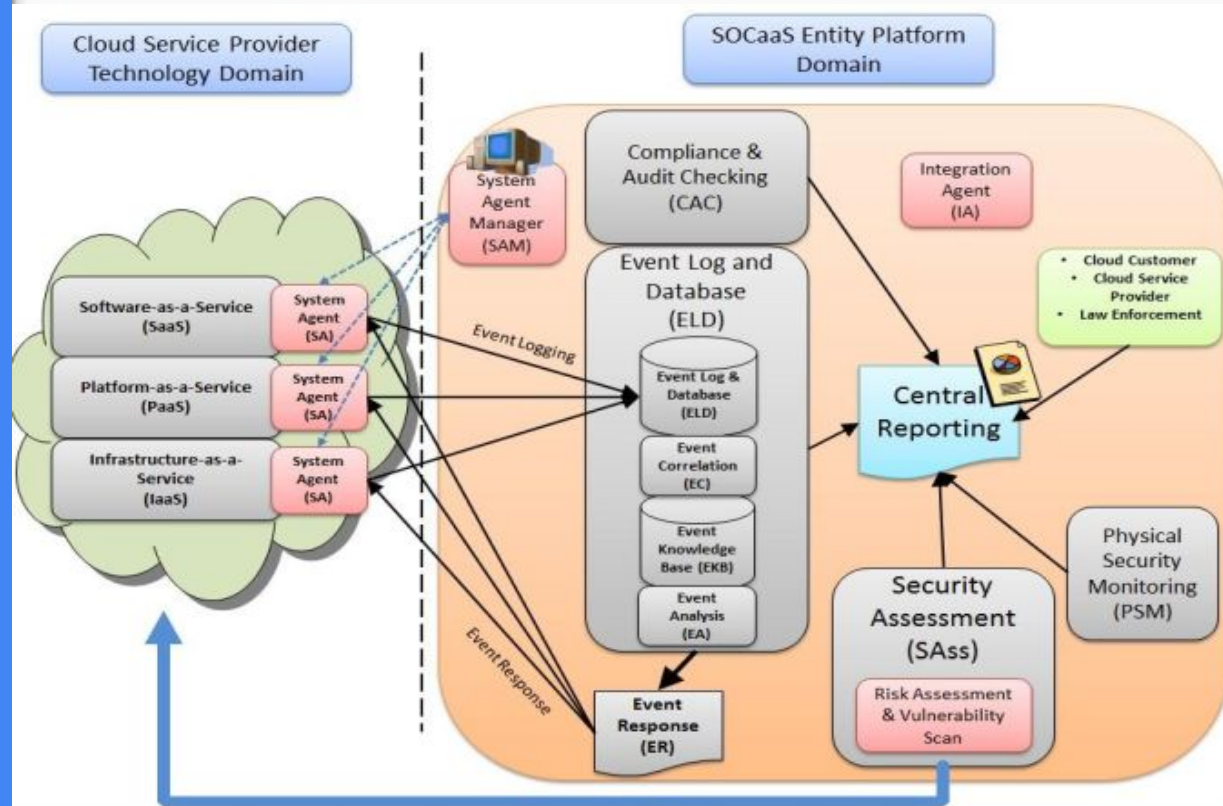 Cloud Service Provider
Technology Domain
SOCaaS Entity Platform
Domain
System
Agent
Manager
(SAM)
Compliance &
Audit Checking
(CAC)
Integration
Agent
(IA)
• Cloud Customer
• Cloud Service
Provider
• Law Enforcement
Software-as-a-Service
(SaaS)
System
Agent
(SA)
Platform-as-a-Service
(PaaS)
System
Agent
(SA)
Infrastructure-as-a-
Service
(IaaS)
System
Agent
(SA)
Event Logging
Event Log and
Database
(ELD)
Event Log &
Database
(ELD)
Event
Correlation
(EC)
Event
Knowledge
Base (EKB)
Event
Analysis
(EA)
Central
Reporting
Physical
Security
Monitoring
(PSM)
Security
Assessment
(SAss)
Risk Assessment
& Vulnerability
Scan
Event Response
Event
Response
(ER)